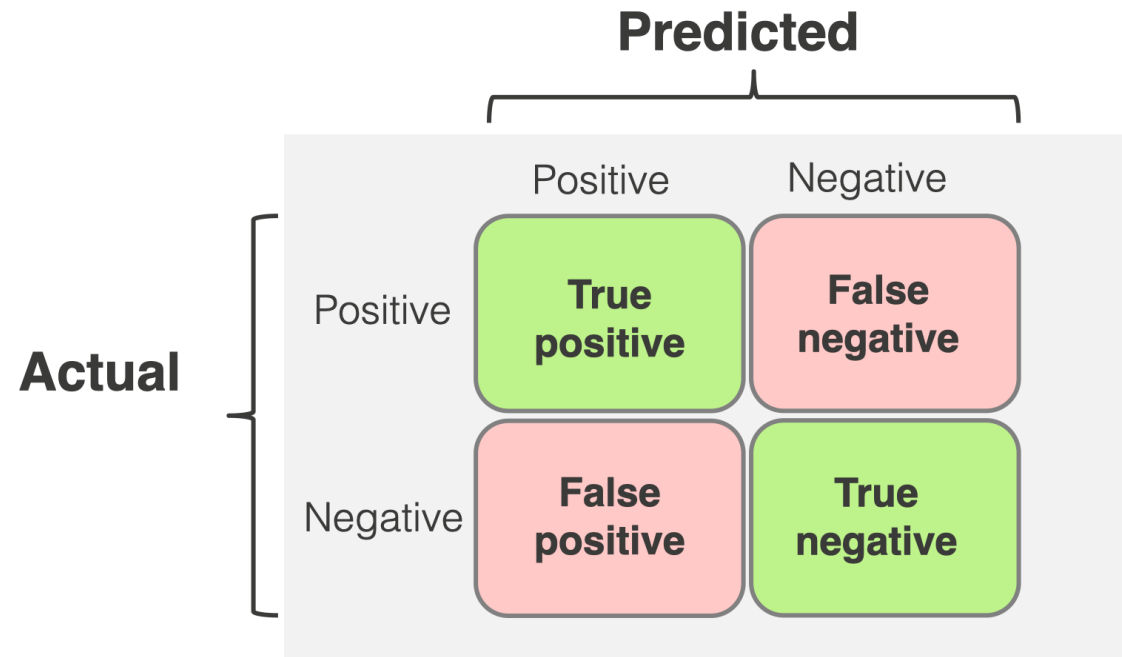 Predicted
Positive Negative
Positive
True
positive
False
negative
Actual
Negative
False
positive
True
negative